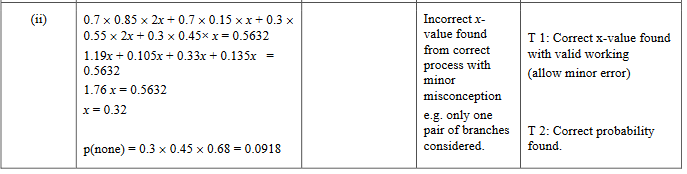 (ii)
0.7 × 0.85 × 2x + 0.7 × 0.15 × x + 0.3 ×
0.55 × 2x + 0.3 × 0.45× x = 0.5632
1.19x + 0.105x + 0.33x + 0.135x =
0.5632
1.76 x = 0.5632
x = 0.32
p(none) = 0.3 × 0.45 × 0.68 = 0.0918
Incorrect x-
value found
from correct
process with
minor
misconception
e.g. only one
pair of branches
considered.
T 1: Correct x-value found
with valid working
(allow minor error)
T 2: Correct probability
found.